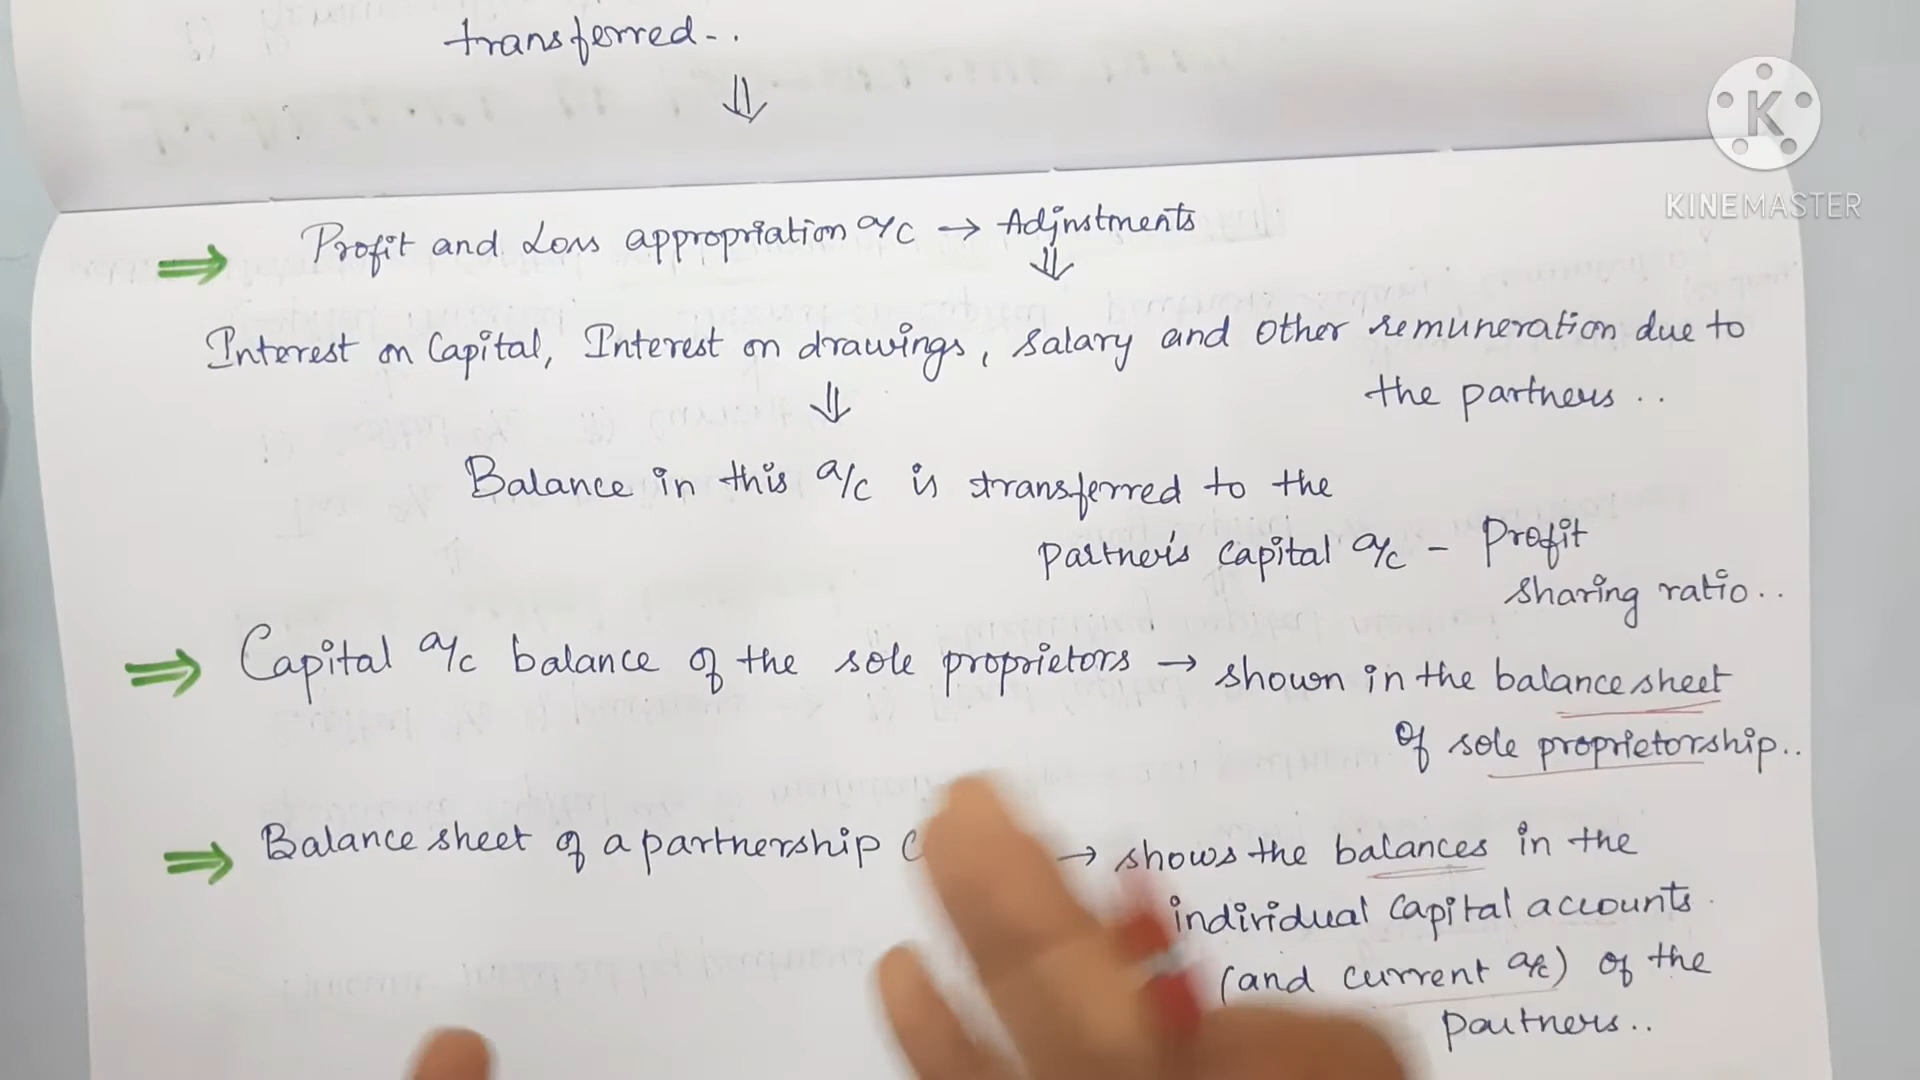 transferred..
⇓
⇒ Profit and Loss appropriation a/c → Adjustments
⇓
Interest on Capital, Interest on drawings, salary and other remuneration due to
the partners..
⇓
Balance in this a/c is transferred to the
partner's capital a/c - Profit
sharing ratio..
⇒ Capital a/c balance of the sole proprietors → shown in the balance sheet
of sole proprietorship..
⇒ Balance sheet of a partnership → shows the balances in the
individual capital accounts
(and current a/c) of the
partners..
K
KINEMASTER